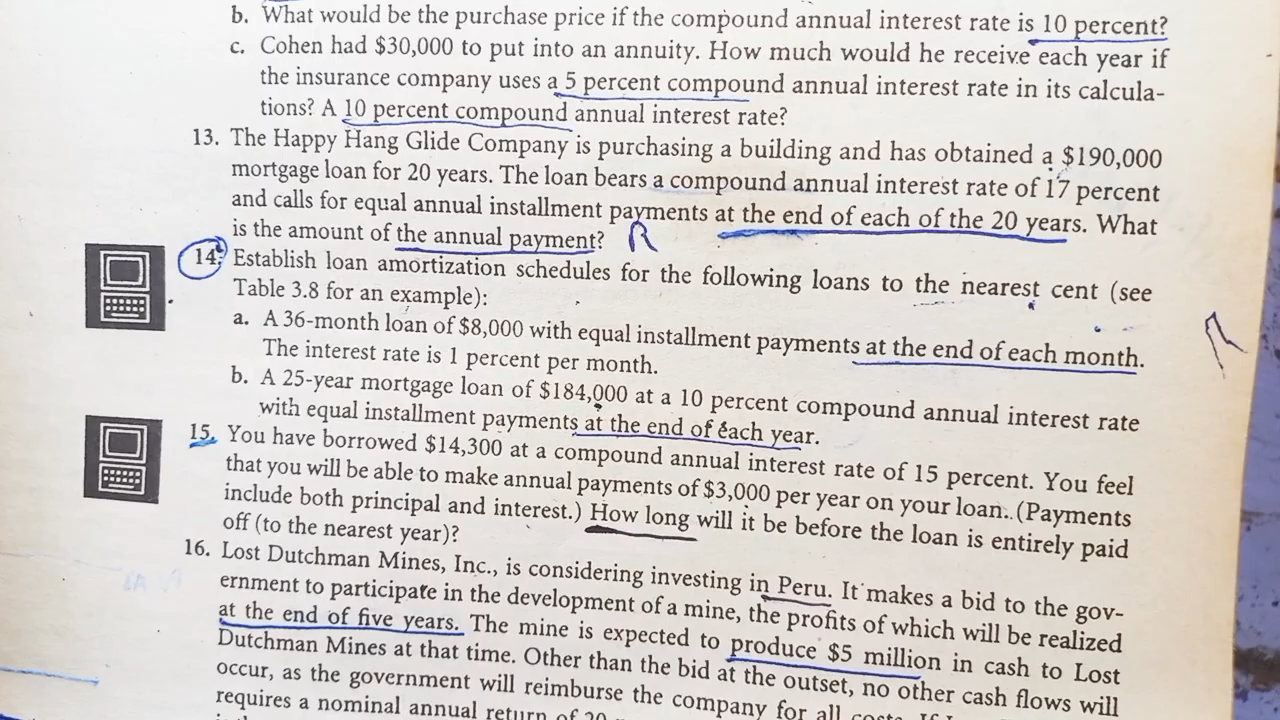 b. What would be the purchase price if the compound annual interest rate is 10 percent?
c. Cohen had $30,000 to put into an annuity. How much would he receive each year if
the insurance company uses a 5 percent compound annual interest rate in its calcula-
tions? A 10 percent compound annual interest rate?
13. The Happy Hang Glide Company is purchasing a building and has obtained a $190,000
mortgage loan for 20 years. The loan bears a compound annual interest rate of 17 percent
and calls for equal annual installment payments at the end of each of the 20 years. What
is the amount of the annual payment? R
14. Establish loan amortization schedules for the following loans to the nearest cent (see
Table 3.8 for an example):
a. A 36-month loan of $8,000 with equal installment payments at the end of each month.
The interest rate is 1 percent per month.
b. A 25-year mortgage loan of $184,000 at a 10 percent compound annual interest rate
with equal installment payments at the end of each year.
15. You have borrowed $14,300 at a compound annual interest rate of 15 percent. You feel
that you will be able to make annual payments of $3,000 per year on your loan. (Payments
include both principal and interest.) How long will it be before the loan is entirely paid
off (to the nearest year)?
16. Lost Dutchman Mines, Inc., is considering investing in Peru. It makes a bid to the gov-
ernment to participate in the development of a mine, the profits of which will be realized
at the end of five years. The mine is expected to produce $5 million in cash to Lost
Dutchman Mines at that time. Other than the bid at the outset, no other cash flows will
occur, as the government will reimburse the company for all costs. If
requires a nominal annual return of 20